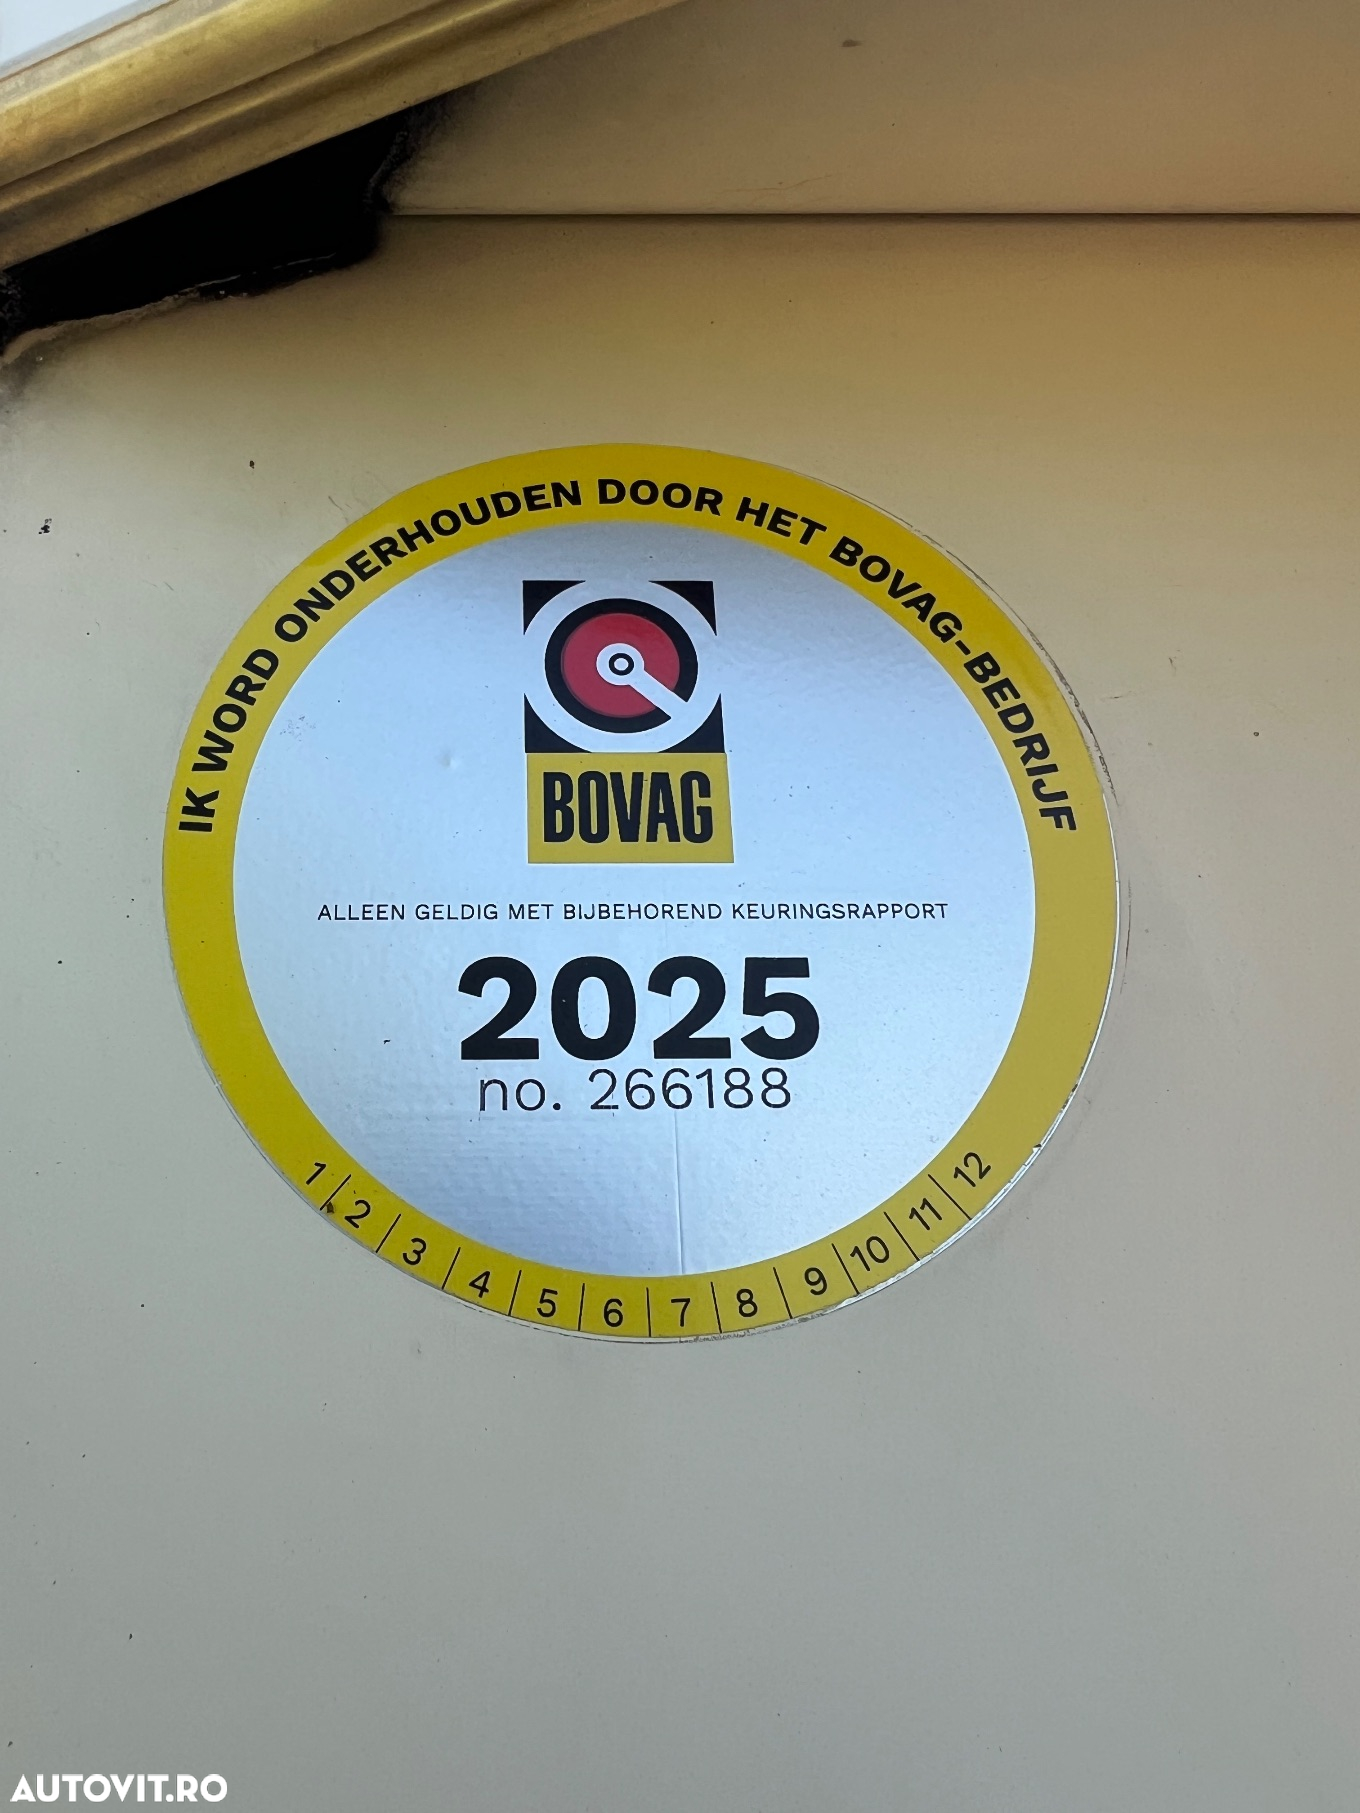 IK WORD ONDERHOUDEN DOOR HET BOVAG-BEDRIJF
BOVAG
ALLEEN GELDIG MET BIJBEHOREND KEURINGSRAPPORT
2025
no. 266188
1 2 3 4 5 6 7 8 9 10 11 12
AUTOVIT.RO